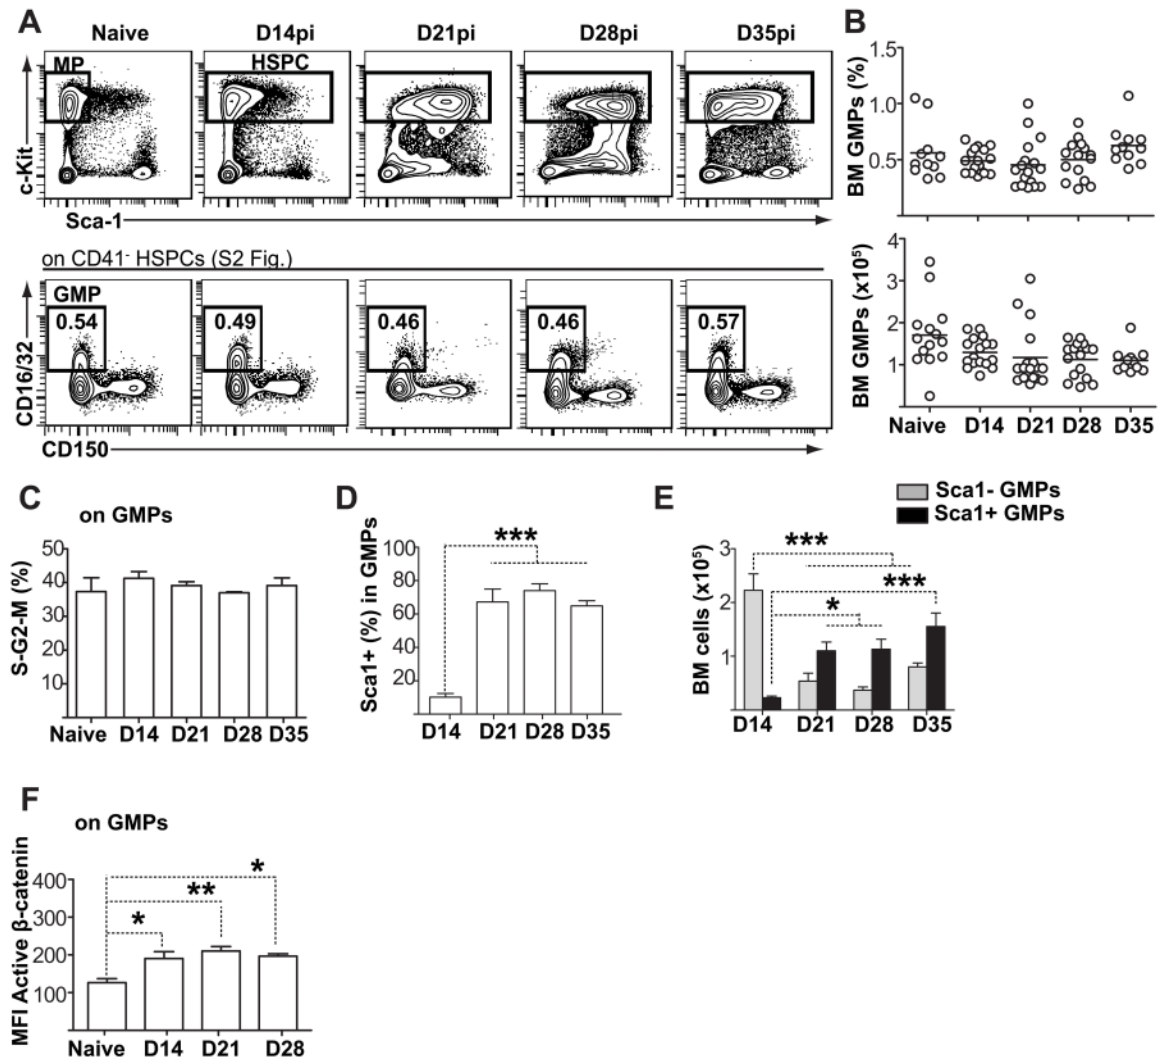 A
Naive D14pi D21pi D28pi D35pi
MP HSPC
c-Kit
Sca-1
on CD41- HSPCs (S2 Fig.)
GMP
0.54 0.49 0.46 0.46 0.57
CD16/32
CD150
B
BM GMPs (%)
1.5
1.0
0.5
BM GMPs (x10⁵)
4
3
2
1
Naive D14 D21 D28 D35
C
on GMPs
S-G2-M (%)
50
40
30
20
10
Naive D14 D21 D28 D35
D
Sca1+ (%) in GMPs
100
80
60
40
20
***
D14 D21 D28 D35
E
Sca1- GMPs
Sca1+ GMPs
BM cells (x10⁵)
3
2
1
***
***
*
D14 D21 D28 D35
F
on GMPs
MFI Active β-catenin
400
300
200
100
*
**
*
Naive D14 D21 D28